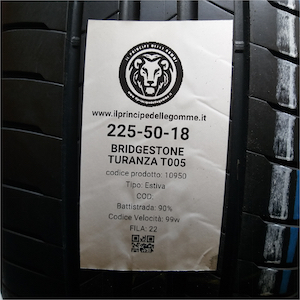 IL PRINCIPE DELLE GOMME
www.ilprincipedellegomme.it
225-50-18
BRIDGESTONE
TURANZA T005
codice prodotto: 10950
Tipo: Estiva
COD.
Battistrada: 90%
Codice Velocità: 99w
FILA: 22